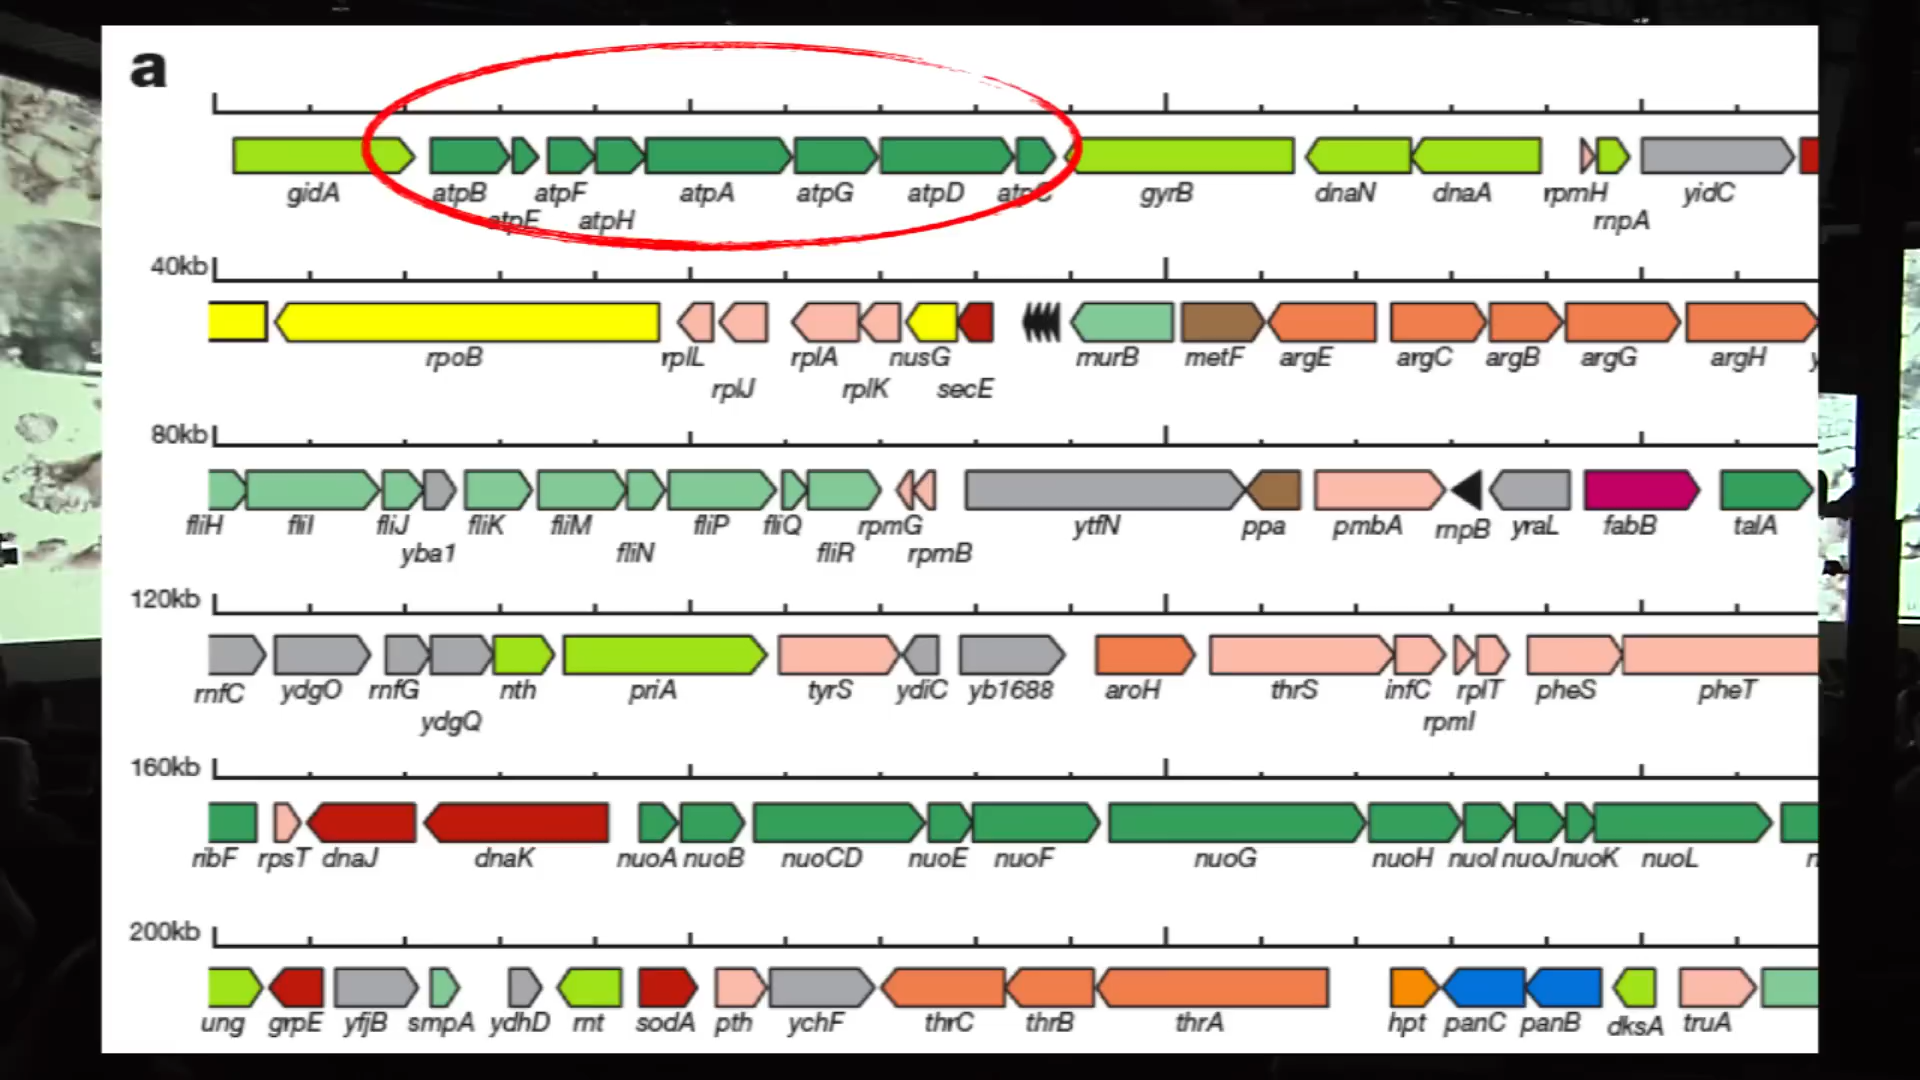 a
gidA atpB atpF atpA atpG atpD atpC gyrB dnaN dnaA rpmH yidC
atpE atpH rnpA
40kb
rpoB rplL rplA nusG murB metF argE argC argB argG argH y
rplJ rplK secE
80kb
fliH fliI fliJ fliK fliM fliP fliQ rpmG ytfN ppa pmbA rnpB yraL fabB talA
yba1 fliN fliR rpmB
120kb
rnfC ydgO rnfG nth priA tyrS ydiC yb1688 aroH thrS infC rplT pheS pheT
ydgQ rpmI
160kb
ribF rpsT dnaJ dnaK nuoA nuoB nuoCD nuoE nuoF nuoG nuoH nuoI nuoJ nuoK nuoL n
200kb
ung grpE yfjB smpA ydhD rnt sodA pth ychF thrC thrB thrA hpt panC panB dksA truA